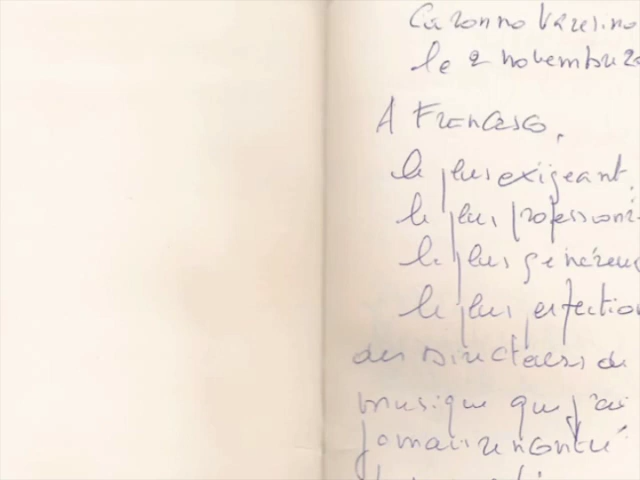 Caronno Varesino
le 2 novembre
A Francesco,
le plus exigeant,
le plus professionn
le plus généreux
le plus perfection
des Directeurs de
musique que j'ai
jamais rencontré